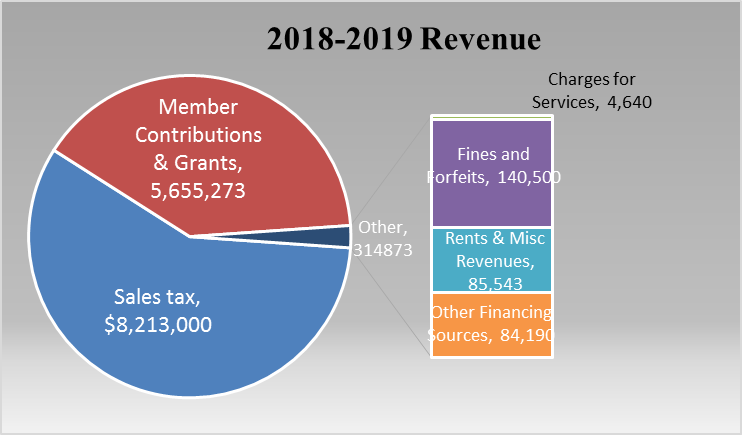 2018-2019 Revenue
Member
Contributions
& Grants,
5,655,273
Sales tax,
$8,213,000
Other,
314873
Charges for
Services, 4,640
Fines and
Forfeits, 140,500
Rents & Misc
Revenues,
85,543
Other Financing
Sources, 84,190